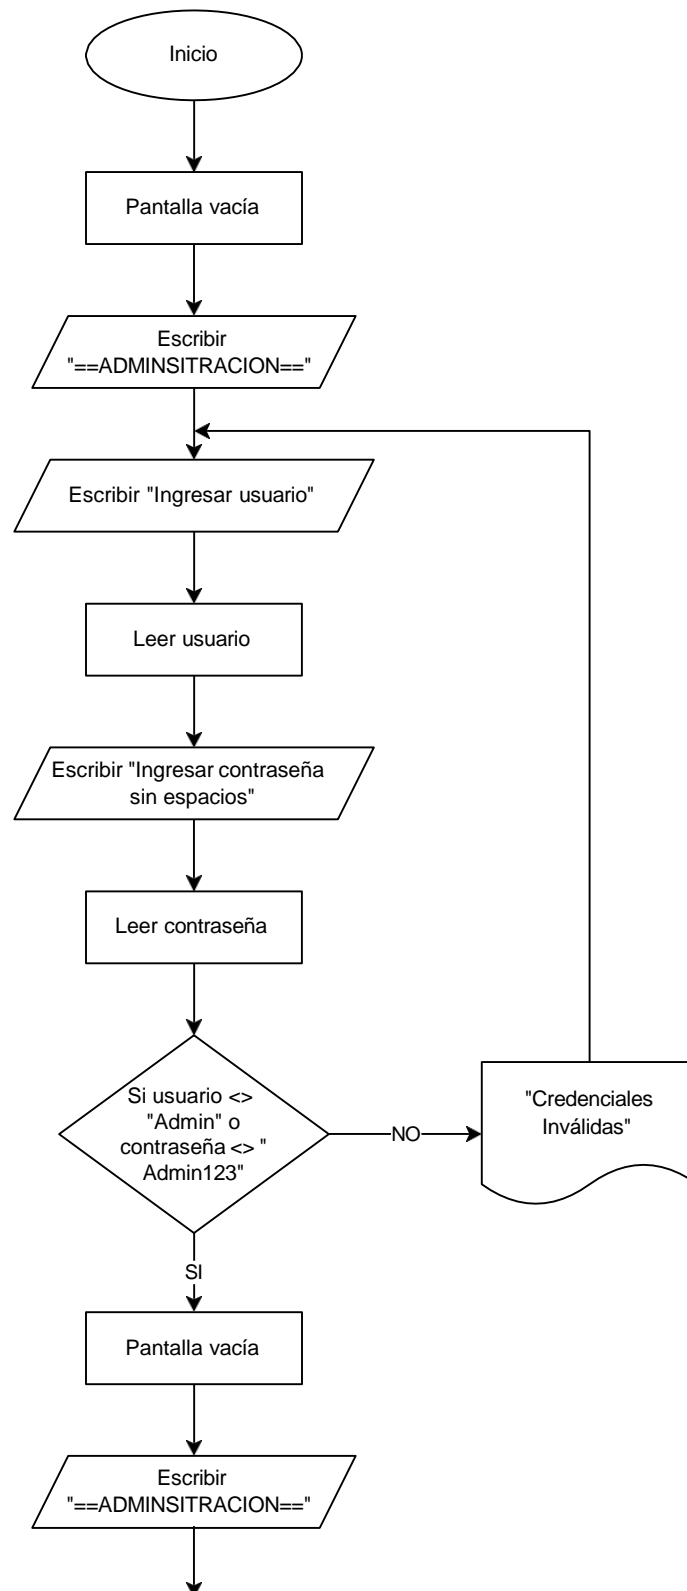 Inicio
Pantalla vacía
Escribir
"==ADMINSITRACION=="
Escribir "Ingresar usuario"
Leer usuario
Escribir "Ingresar contraseña
sin espacios"
Leer contraseña
Si usuario <>
"Admin" o
contraseña <> "
Admin123"
NO
"Credenciales
Inválidas"
SI
Pantalla vacía
Escribir
"==ADMINSITRACION=="